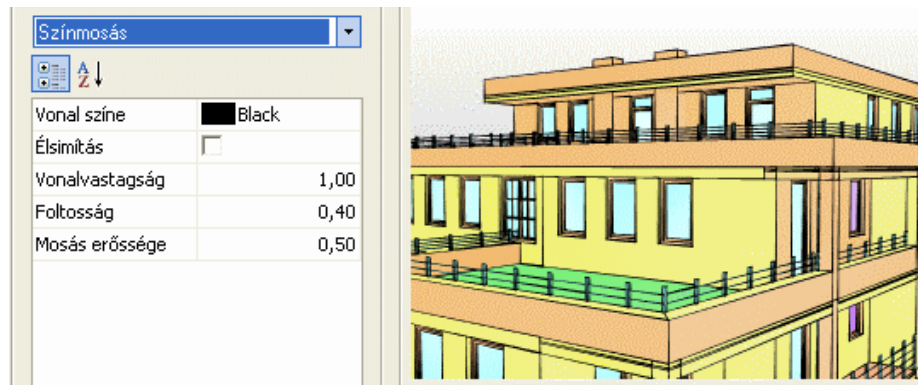 Színmosás
A
Z
Vonal színe Black
Élsimítás
Vonalvastagság 1,00
Foltosság 0,40
Mosás erőssége 0,50